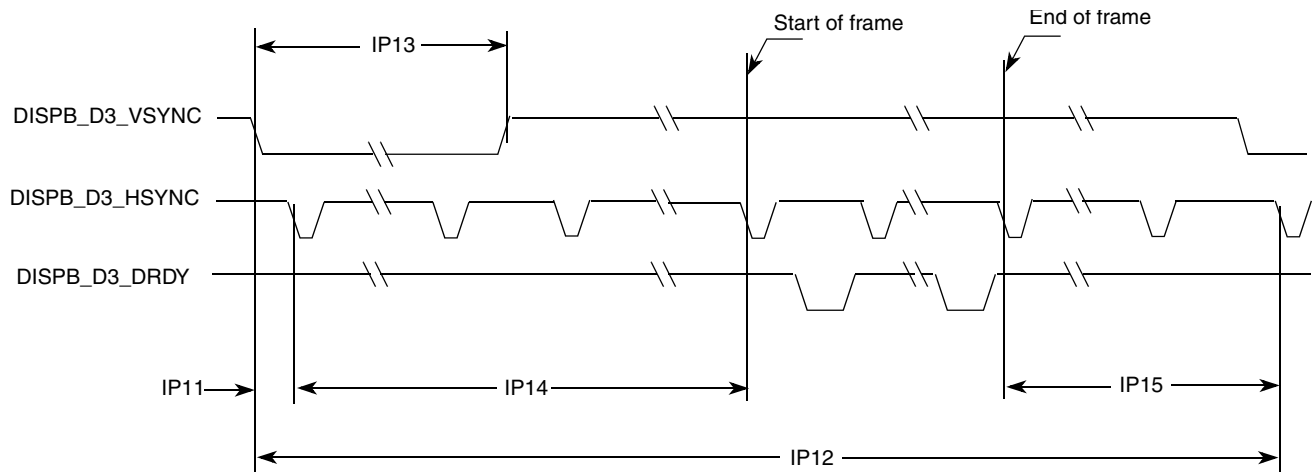 Start of frame
End of frame
IP13
DISPB_D3_VSYNC
DISPB_D3_HSYNC
DISPB_D3_DRDY
IP11
IP14
IP15
IP12